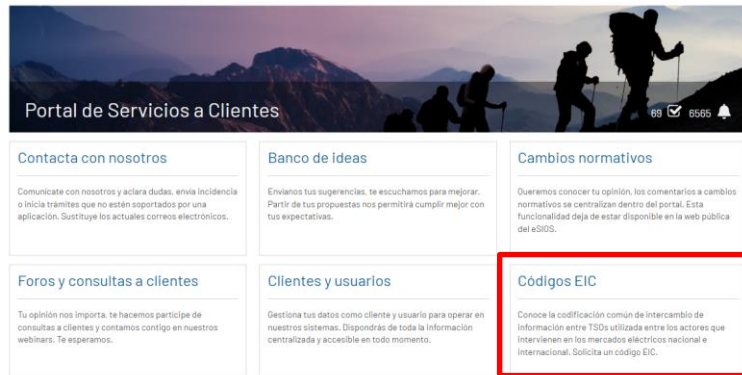 Portal de Servicios a Clientes
69 6565
Contacta con nosotros
Comunícate con nosotros y aclara dudas, envía incidencia
o inicia trámites que no estén soportados por una
aplicación. Sustituye los actuales correos electrónicos.
Banco de ideas
Envíanos tus sugerencias, te escuchamos para mejorar.
Partir de tus propuestas nos permitirá cumplir mejor con
tus expectativas.
Cambios normativos
Queremos conocer tu opinión, los comentarios a cambios
normativos se centralizan dentro del portal. Esta
funcionalidad deja de estar disponible en la web pública
del eSIOS.
Foros y consultas a clientes
Tu opinión nos importa, te hacemos partícipe de
consultas a clientes y contamos contigo en nuestros
webinars. Te esperamos.
Clientes y usuarios
Gestiona tus datos como cliente y usuario para operar en
nuestros sistemas. Dispondrás de toda la información
centralizada y accesible en todo momento.
Códigos EIC
Conoce la codificación común de intercambio de
información entre TSOs utilizada entre los actores que
intervienen en los mercados eléctricos nacional e
internacional. Solicita un código EIC.